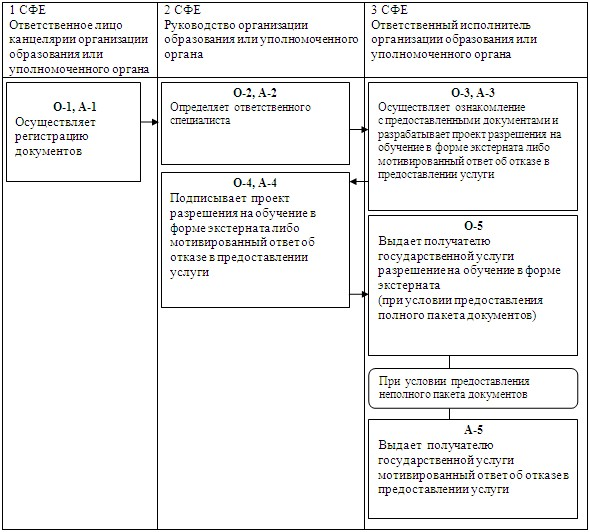 1 СФЕ
Ответственное лицо
канцелярии организации
образования или
уполномоченного органа
2 СФЕ
Руководство организации
образования или уполномоченного
органа
3 СФЕ
Ответственный исполнитель
организации образования или
уполномоченного органа
О-1, А-1
Осуществляет
регистрацию
документов
О-2, А-2
Определяет ответственного
специалиста
О-3, А-3
Осуществляет ознакомление
с предоставленными документами и
разрабатывает проект разрешения на
обучение в форме экстерната либо
мотивированный ответ об отказе в
предоставлении услуги
О-4, А-4
Подписывает проект
разрешения на обучение в
форме экстерната либо
мотивированный ответ об
отказе в предоставлении
услуги
О-5
Выдает получателю
государственной услуги
разрешение на обучение в форме
экстерната
(при условии предоставления
полного пакета документов)
При условии предоставления
неполного пакета документов
А-5
Выдает получателю
государственной услуги
мотивированный ответ об отказе в
предоставлении услуги